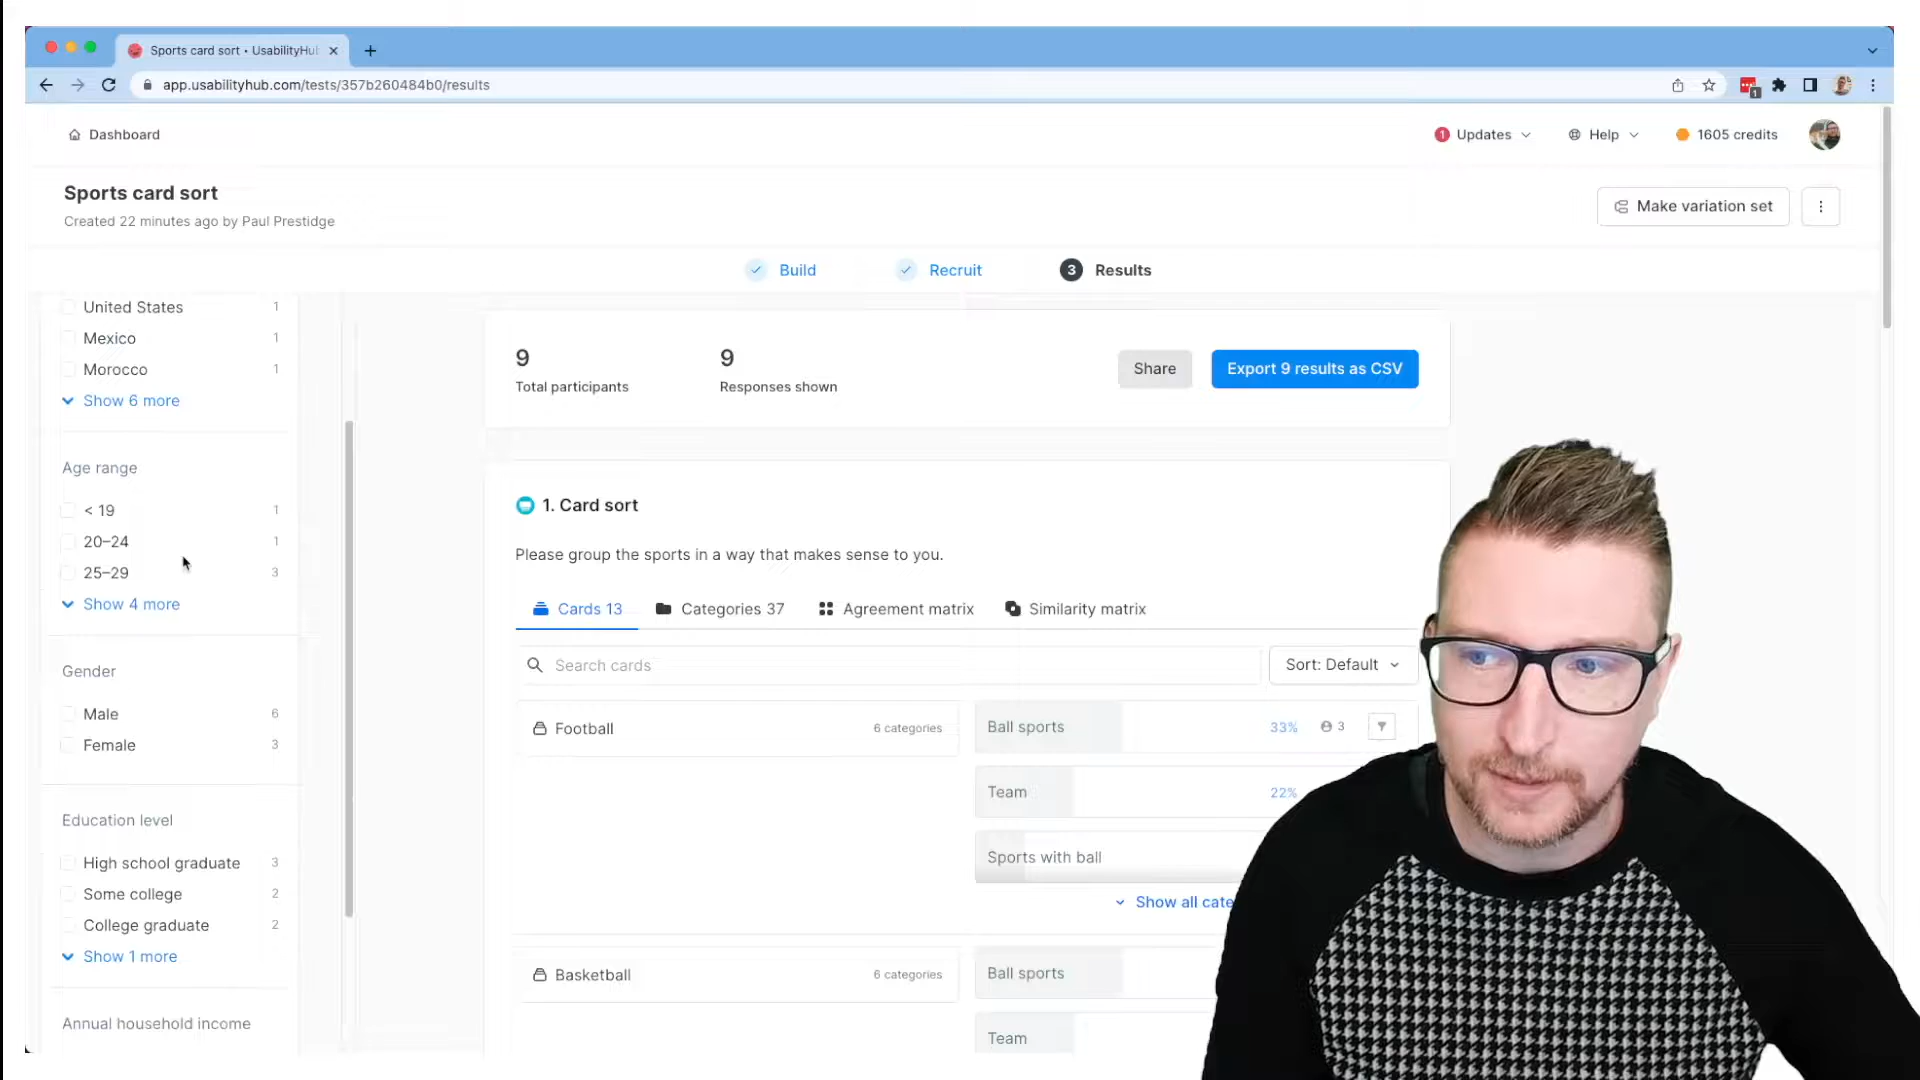 Sports card sort • UsabilityHu
app.usabilityhub.com/tests/357b260484b0/results
1
Dashboard
1 Updates
Help
1605 credits
Sports card sort
Created 22 minutes ago by Paul Prestidge
Make variation set
Build
Recruit
3 Results
United States 1
Mexico 1
Morocco 1
Show 6 more
Age range
< 19 1
20–24 1
25–29 3
Show 4 more
Gender
Male 6
Female 3
Education level
High school graduate 3
Some college 2
College graduate 2
Show 1 more
Annual household income
9
Total participants
9
Responses shown
Share
Export 9 results as CSV
1. Card sort
Please group the sports in a way that makes sense to you.
Cards 13
Categories 37
Agreement matrix
Similarity matrix
Search cards
Sort: Default
Football 6 categories
Ball sports 33% 3
Team 22%
Sports with ball
Show all cate
Basketball 6 categories
Ball sports
Team